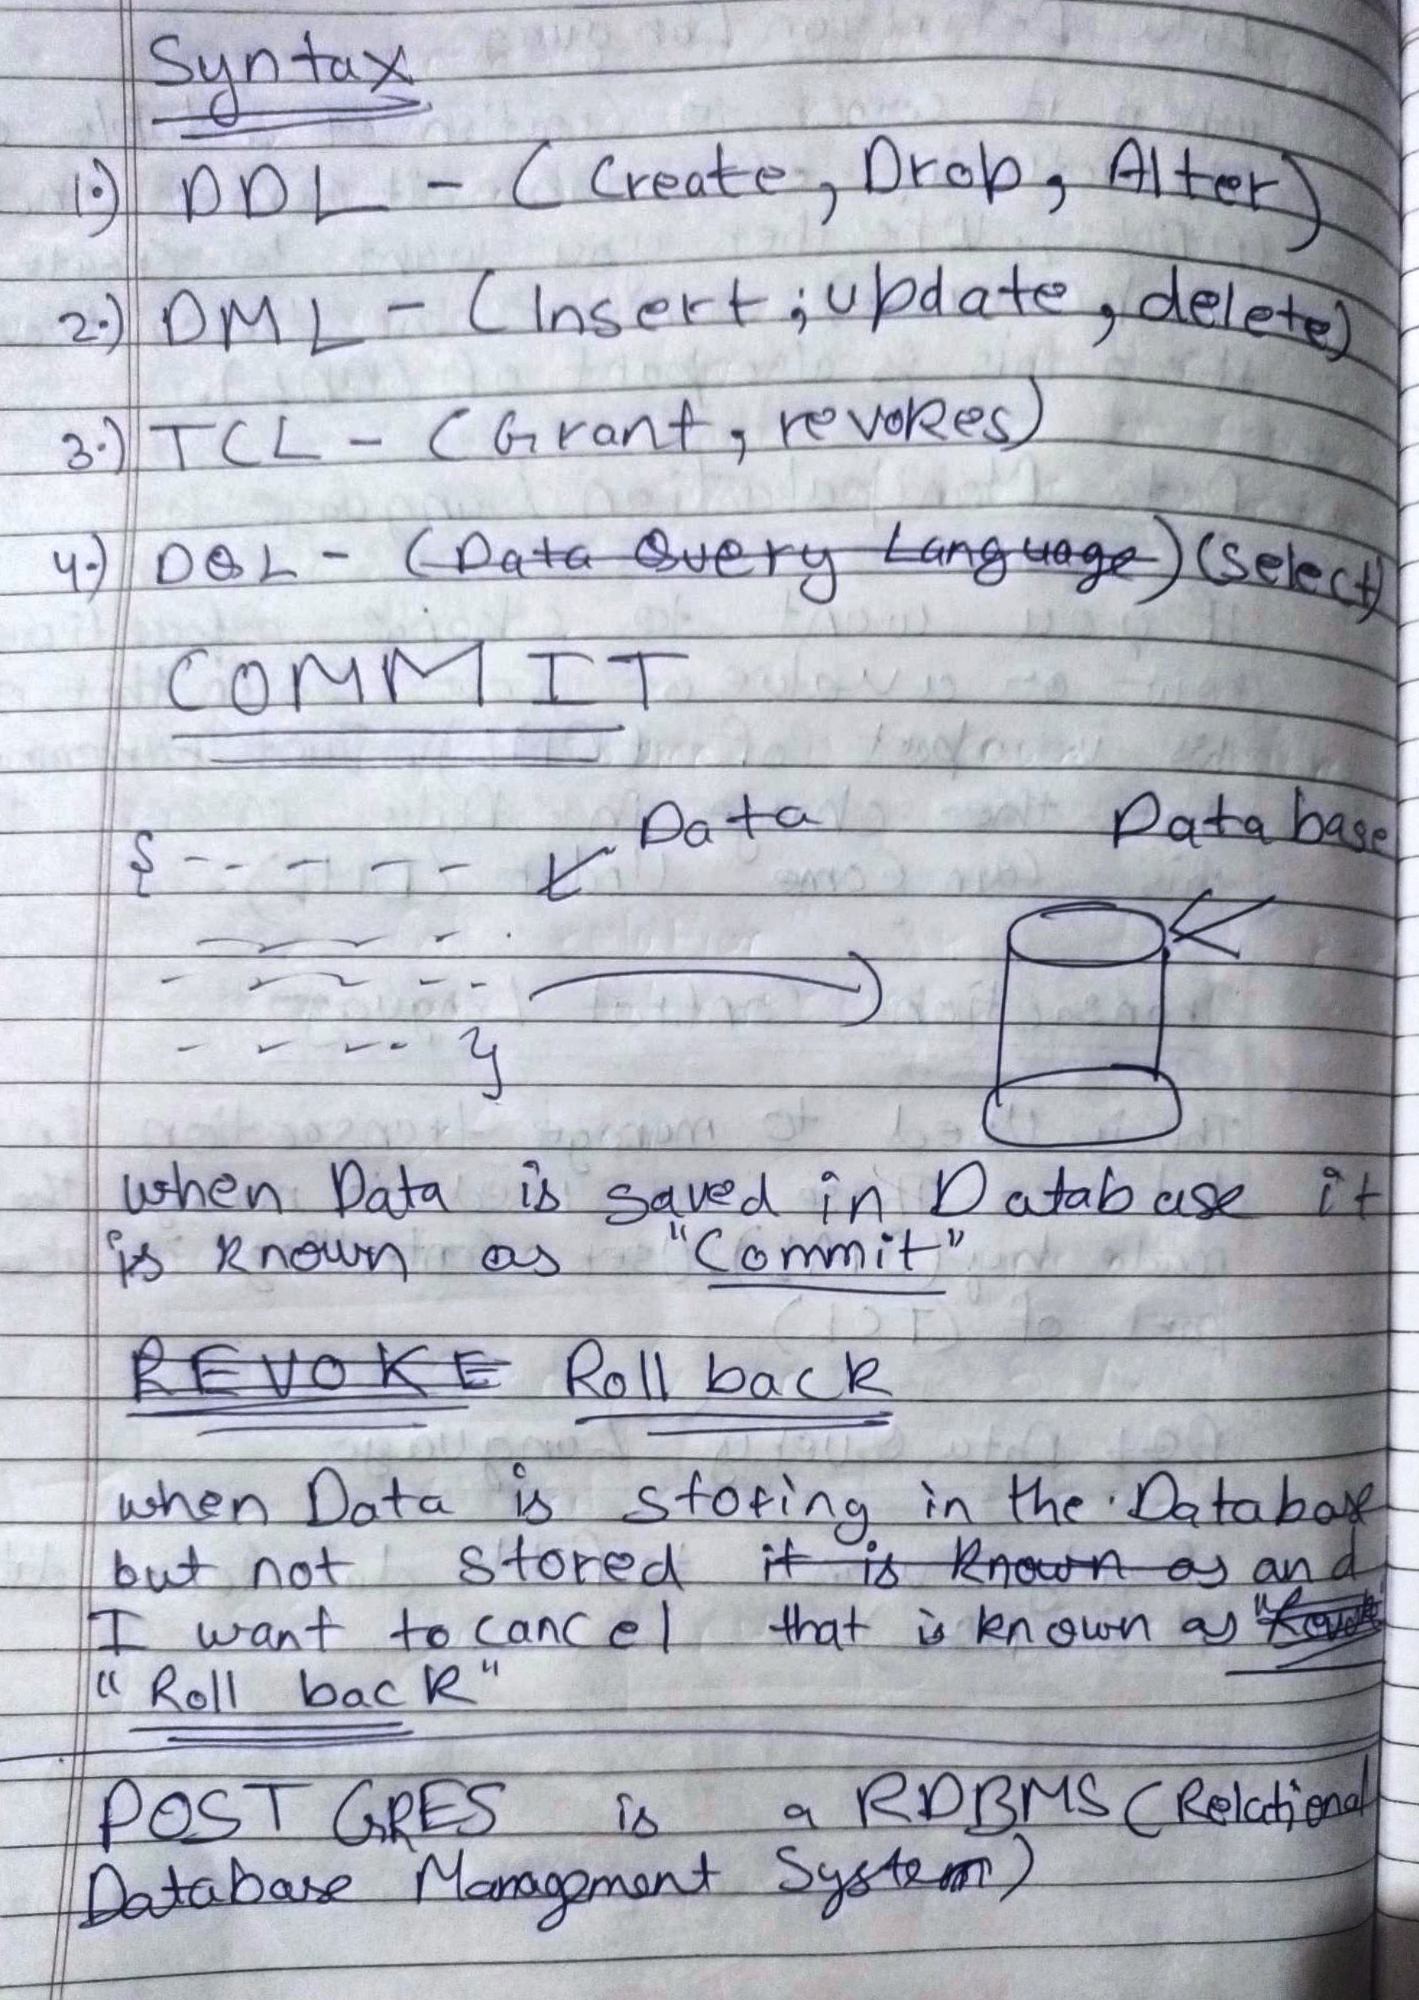 Syntax
1.) DDL - (Create, Drop, Alter)
2.) DML - (Insert; update, delete)
3.) TCL - (Grant, revokes)
4.) DQL - (Data Query Language) (Select)
COMMIT
Data Database
{ - - - - -
}
when Data is saved in Database it
is known as "Commit"
REVOKE Roll back
when Data is storing in the Database
but not stored it is known as and
I want to cancel that is known as
"Roll back"
POSTGRES is a RDBMS (Relational
Database Management System)